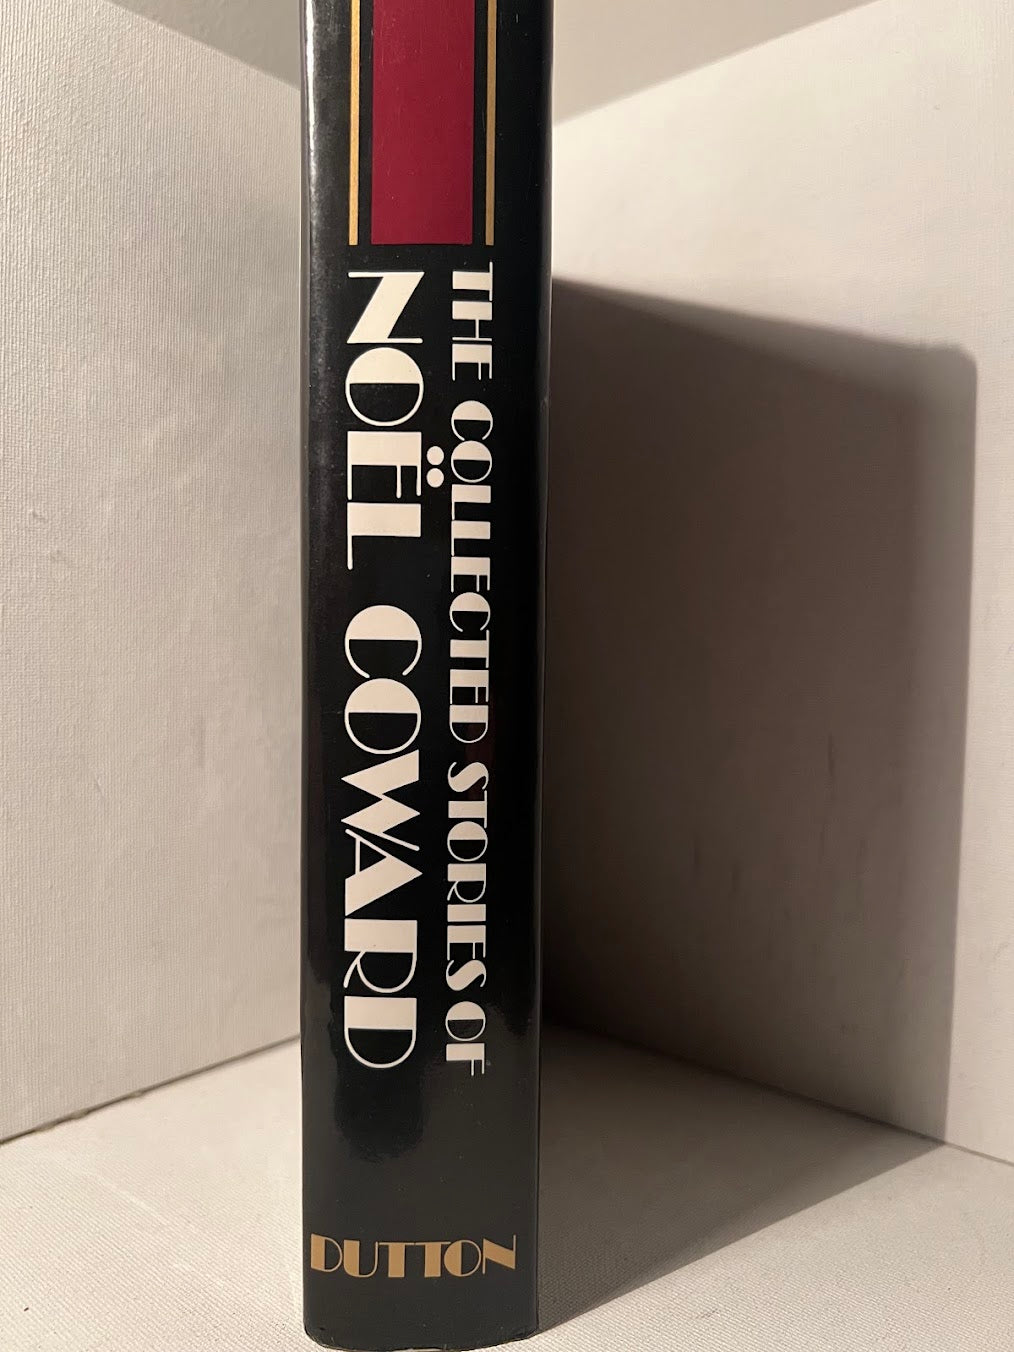 THE COLLECTED STORIES OF
NOËL COWARD
DUTTON